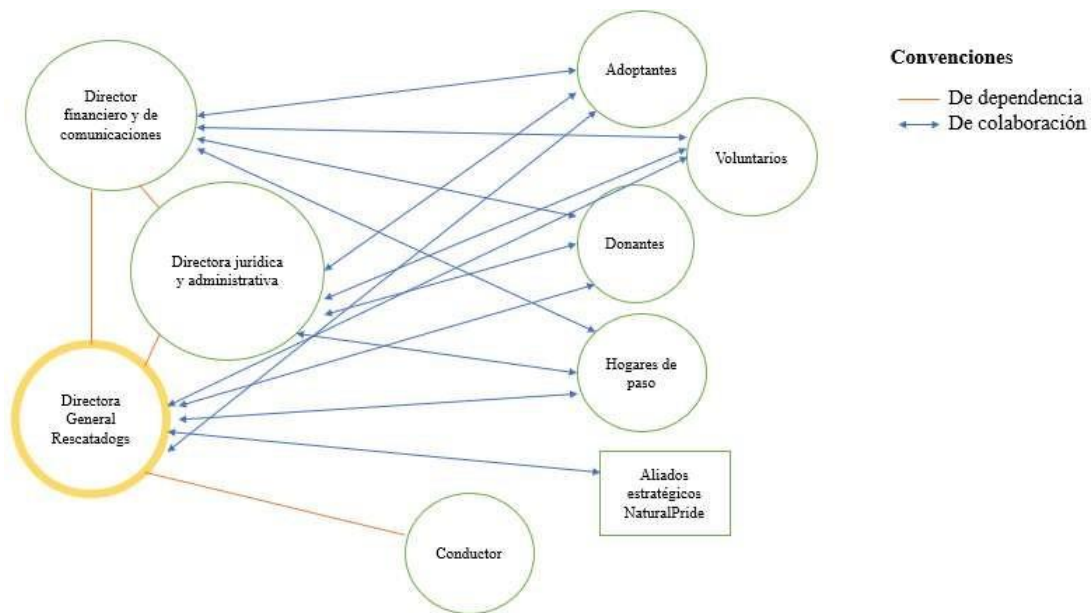 Director
financiero y de
comunicaciones
Directora jurídica
y administrativa
Directora
General
Rescatadogs
Conductor
Adoptantes
Voluntarios
Donantes
Hogares de
paso
Aliados
estratégicos
NaturalPride
Convenciones
De dependencia
De colaboración